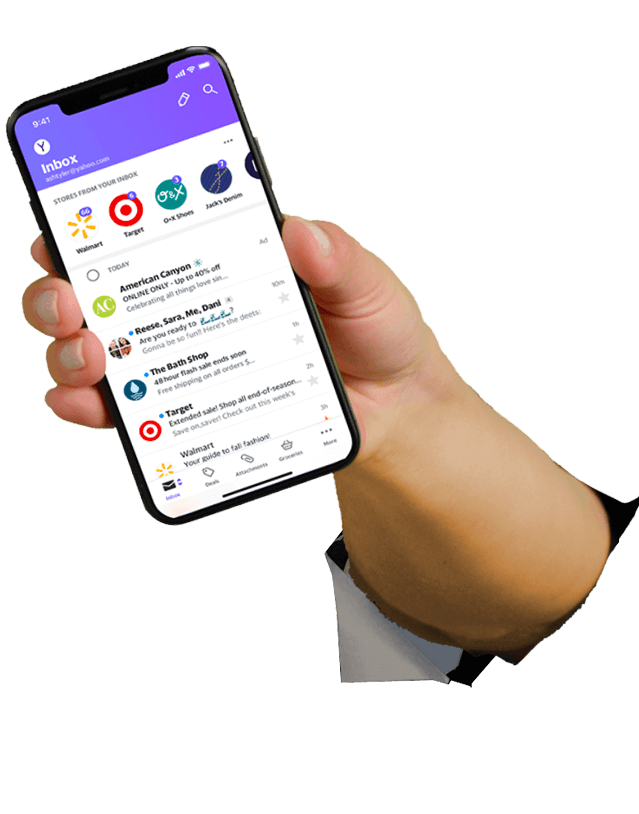 9:41
Y
Inbox
ashtyler@yahoo.com
STORES FROM YOUR INBOX
66
Walmart
6
Target
O+X
3
O+X Shoes
7
Jack's Denim
TODAY
Ad
AC
American Canyon
ONLINE ONLY - Up to 40% off
Celebrating all things love sin...
Reese, Sara, Me, Dani 4
10m
Are you ready to ?
Gonna be so fun!! Here's the deets:
The Bath Shop
1h
48 hour flash sale ends soon
Free shipping on all orders $...
Target
2h
Extended sale! Shop all end-of-season...
Save on,saver! Check out this week's
Walmart
3h
Your guide to fall fashion!
Inbox
Deals
Attachments
Groceries
More